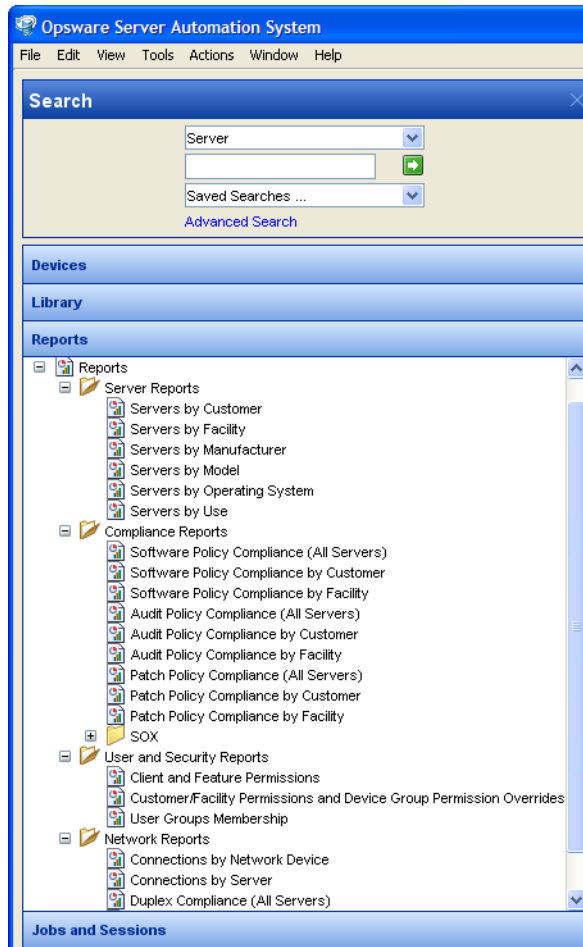 Opsware Server Automation System
File Edit View Tools Actions Window Help
Search
Server
Saved Searches ...
Advanced Search
Devices
Library
Reports
Reports
Server Reports
Servers by Customer
Servers by Facility
Servers by Manufacturer
Servers by Model
Servers by Operating System
Servers by Use
Compliance Reports
Software Policy Compliance (All Servers)
Software Policy Compliance by Customer
Software Policy Compliance by Facility
Audit Policy Compliance (All Servers)
Audit Policy Compliance by Customer
Audit Policy Compliance by Facility
Patch Policy Compliance (All Servers)
Patch Policy Compliance by Customer
Patch Policy Compliance by Facility
SOX
User and Security Reports
Client and Feature Permissions
Customer/Facility Permissions and Device Group Permission Overrides
User Groups Membership
Network Reports
Connections by Network Device
Connections by Server
Duplex Compliance (All Servers)
Jobs and Sessions